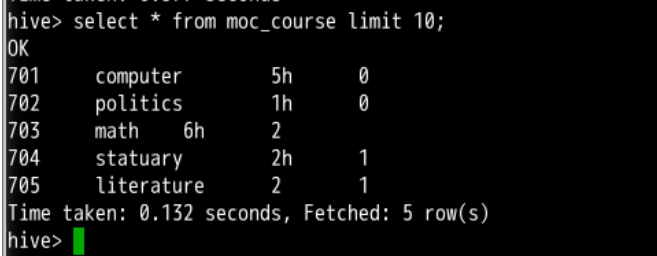 hive> select * from moc_course limit 10;
OK
701 computer 5h 0
702 politics 1h 0
703 math 6h 2
704 statuary 2h 1
705 literature 2 1
Time taken: 0.132 seconds, Fetched: 5 row(s)
hive>